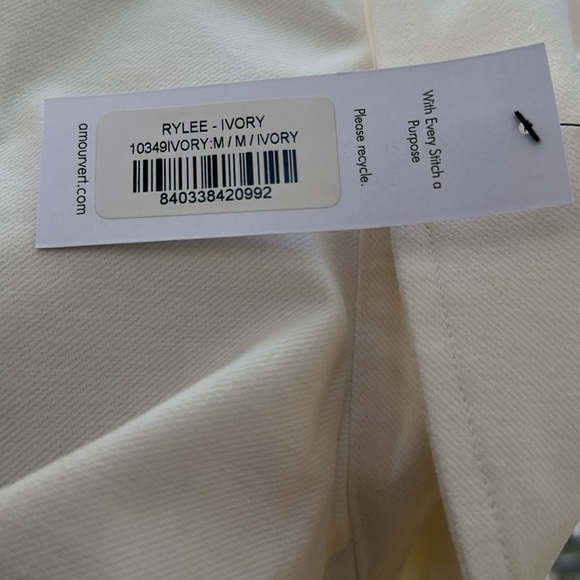 RYLEE - IVORY
10349IVORY:M / M / IVORY
840338420992
amourvert.com
Please recycle.
With Every Stitch a
Purpose